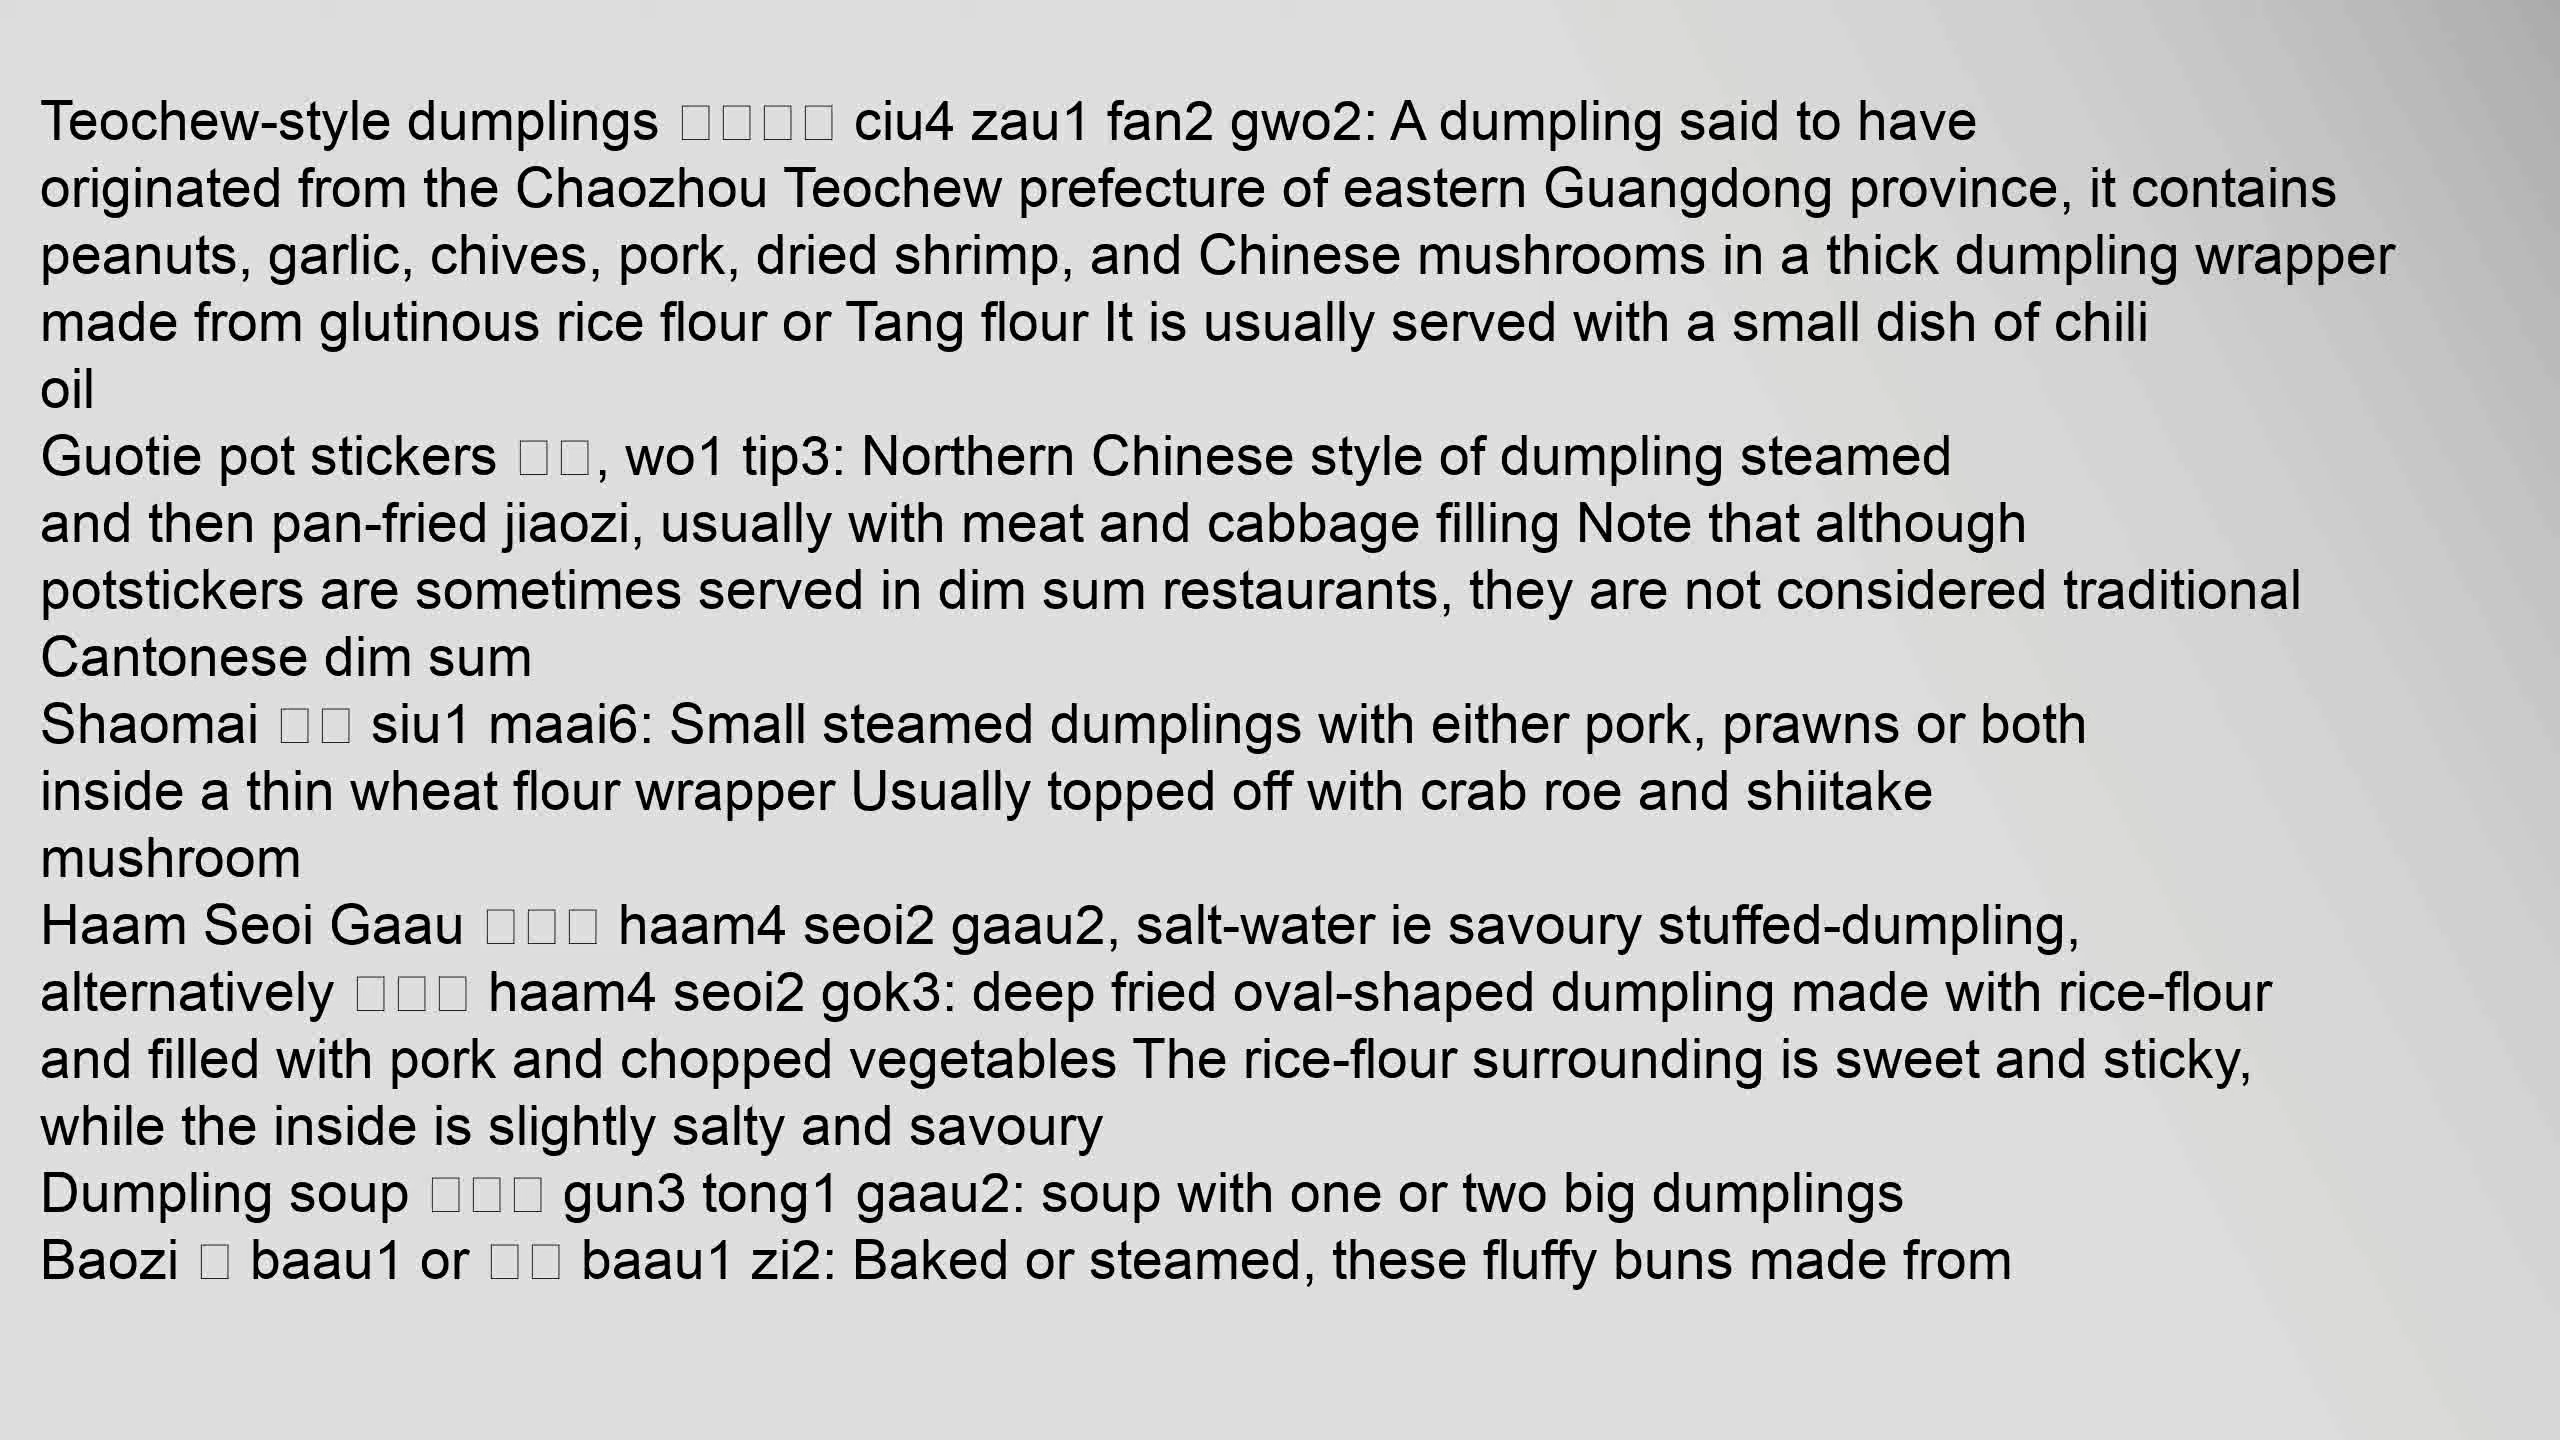 Teochew-style dumplings □□□□ ciu4 zau1 fan2 gwo2: A dumpling said to have
originated from the Chaozhou Teochew prefecture of eastern Guangdong province, it contains
peanuts, garlic, chives, pork, dried shrimp, and Chinese mushrooms in a thick dumpling wrapper
made from glutinous rice flour or Tang flour It is usually served with a small dish of chili
oil
Guotie pot stickers □□, wo1 tip3: Northern Chinese style of dumpling steamed
and then pan-fried jiaozi, usually with meat and cabbage filling Note that although
potstickers are sometimes served in dim sum restaurants, they are not considered traditional
Cantonese dim sum
Shaomai □□ siu1 maai6: Small steamed dumplings with either pork, prawns or both
inside a thin wheat flour wrapper Usually topped off with crab roe and shiitake
mushroom
Haam Seoi Gaau □□□ haam4 seoi2 gaau2, salt-water ie savoury stuffed-dumpling,
alternatively □□□ haam4 seoi2 gok3: deep fried oval-shaped dumpling made with rice-flour
and filled with pork and chopped vegetables The rice-flour surrounding is sweet and sticky,
while the inside is slightly salty and savoury
Dumpling soup □□□ gun3 tong1 gaau2: soup with one or two big dumplings
Baozi □ baau1 or □□ baau1 zi2: Baked or steamed, these fluffy buns made from